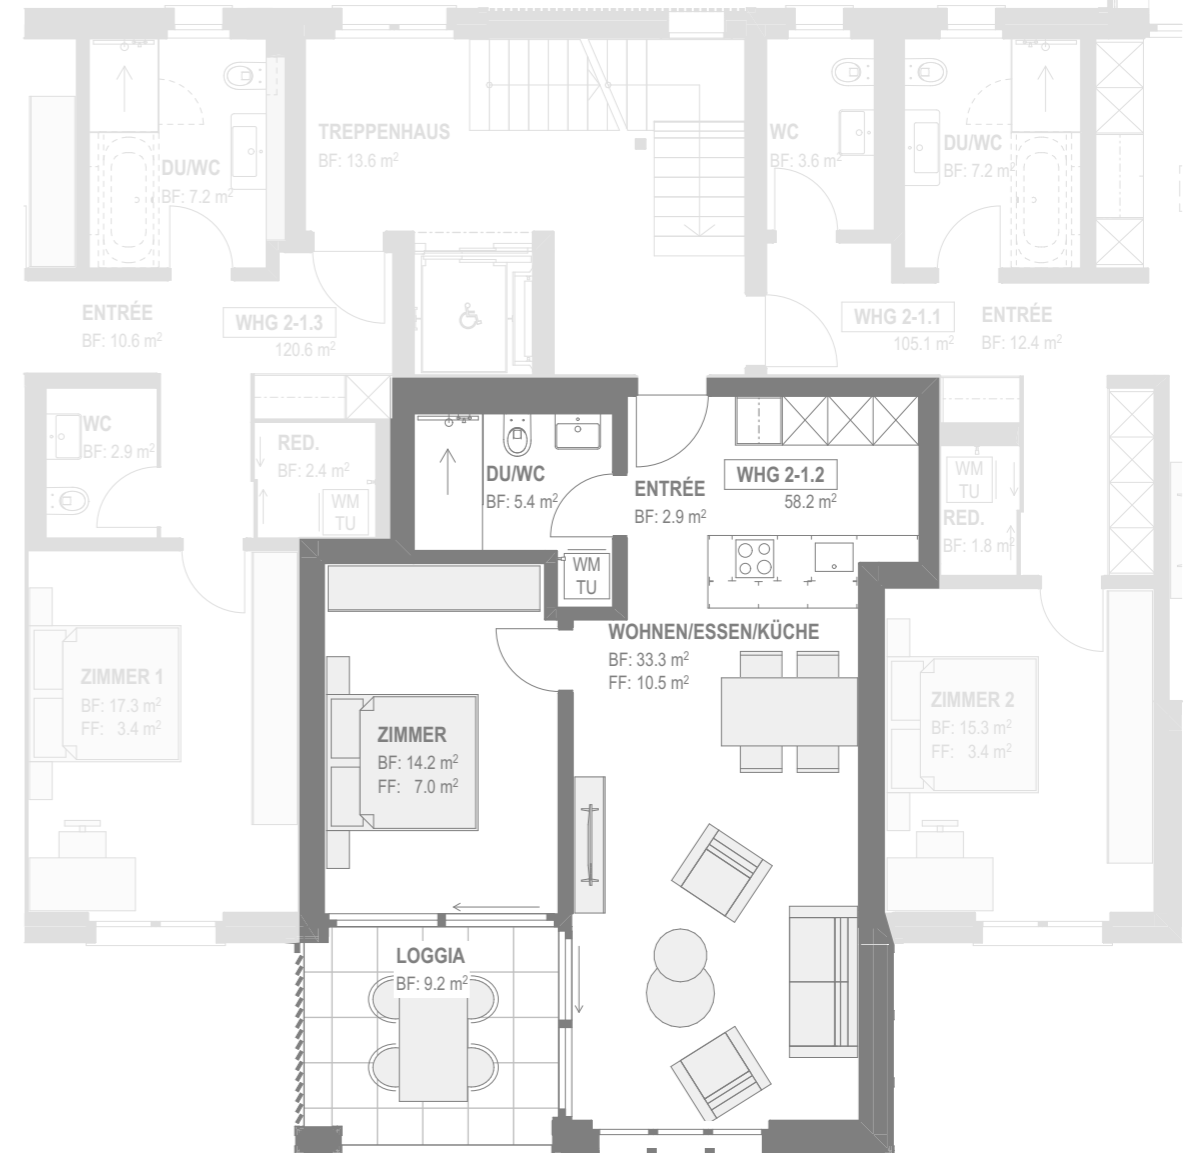 TREPPENHAUS
BF: 13.6 m²
WC
BF: 3.6 m²
DU/WC
BF: 7.2 m²
DU/WC
BF: 7.2 m²
ENTRÉE
BF: 10.6 m²
WHG 2-1.3
120.6 m²
WHG 2-1.1
105.1 m²
ENTRÉE
BF: 12.4 m²
WC
BF: 2.9 m²
RED.
BF: 2.4 m²
WM
TU
DU/WC
BF: 5.4 m²
ENTRÉE
BF: 2.9 m²
WHG 2-1.2
58.2 m²
WM
TU
RED.
BF: 1.8 m²
WM
TU
WOHNEN/ESSEN/KÜCHE
BF: 33.3 m²
FF: 10.5 m²
ZIMMER 1
BF: 17.3 m²
FF: 3.4 m²
ZIMMER
BF: 14.2 m²
FF: 7.0 m²
ZIMMER 2
BF: 15.3 m²
FF: 3.4 m²
LOGGIA
BF: 9.2 m²